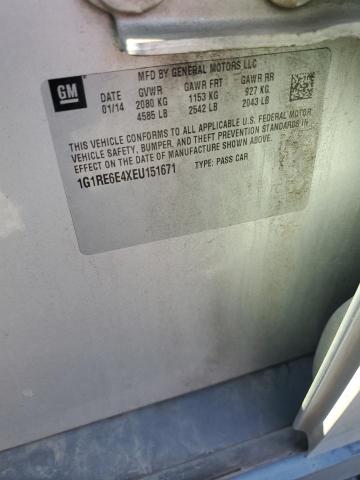 GM
MFD BY GENERAL MOTORS LLC
DATE GVWR GAWR FRT GAWR RR
01/14 2080 KG 1153 KG 927 KG
4585 LB 2542 LB 2043 LB
THIS VEHICLE CONFORMS TO ALL APPLICABLE U.S. FEDERAL MOTOR
VEHICLE SAFETY, BUMPER, AND THEFT PREVENTION STANDARDS IN
EFFECT ON THE DATE OF MANUFACTURE SHOWN ABOVE.
1G1RE6E4XEU151671 TYPE: PASS CAR